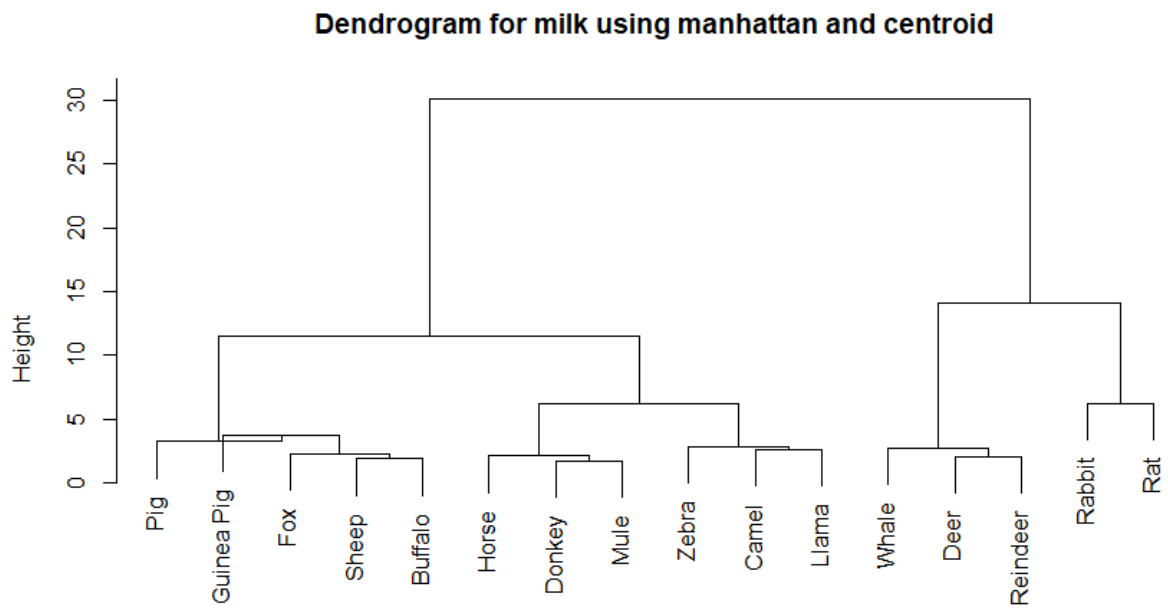 Dendrogram for milk using manhattan and centroid
Height
30
25
20
15
10
5
0
Pig
Guinea Pig
Fox
Sheep
Buffalo
Horse
Donkey
Mule
Zebra
Camel
Llama
Whale
Deer
Reindeer
Rabbit
Rat